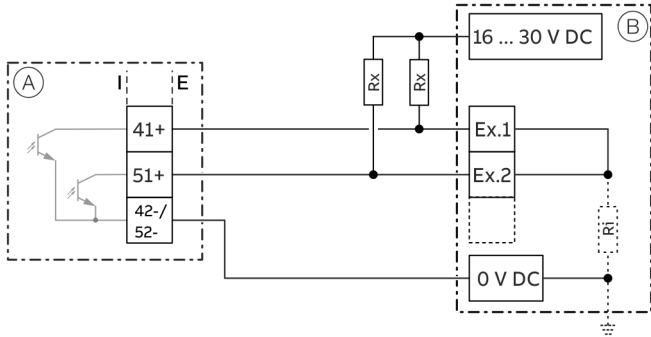 16 ... 30 V DC
B
A
I E
Rx
Rx
41+
Ex.1
51+
Ex.2
42-/
52-
Ri
0 V DC